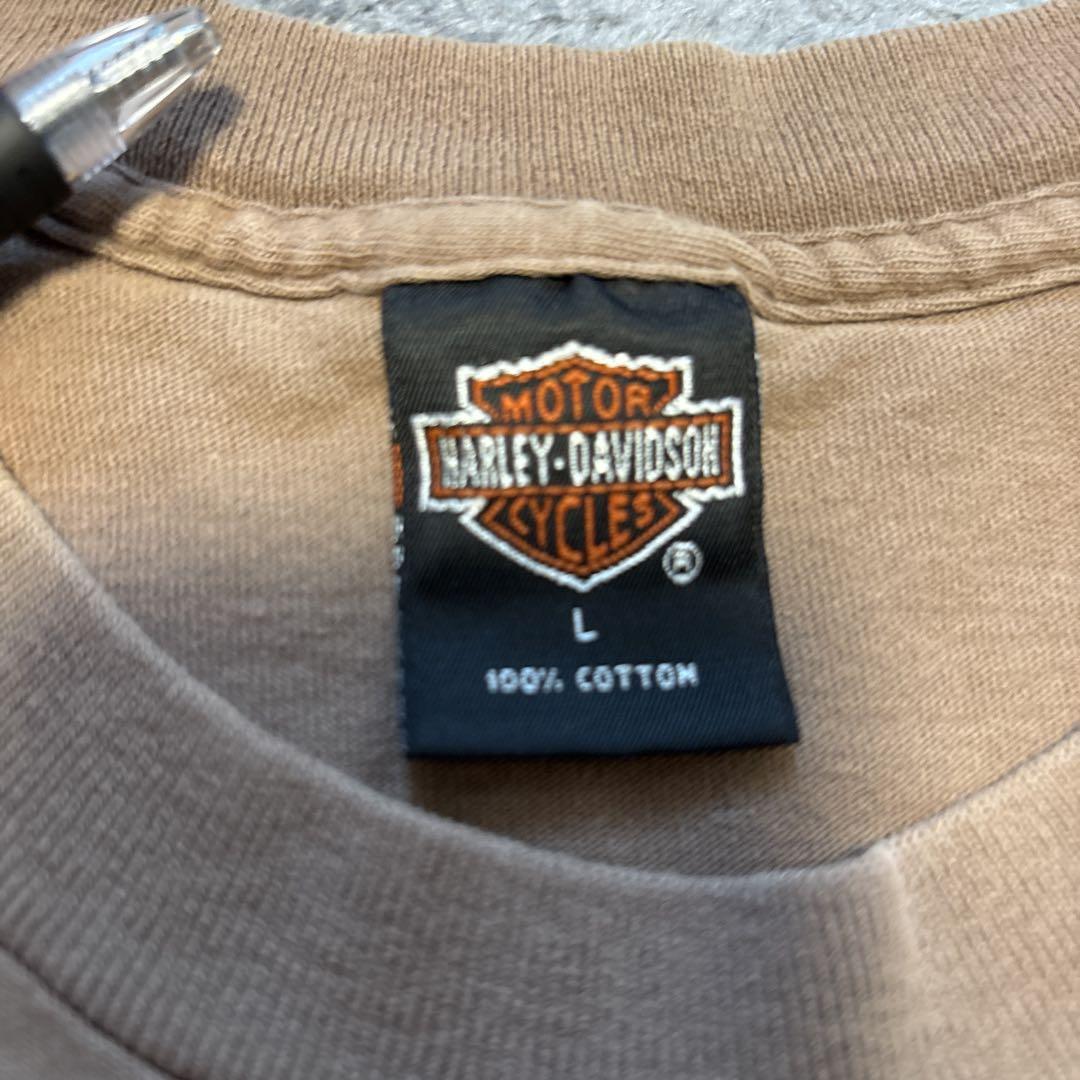 MOTOR
HARLEY-DAVIDSON
CYCLES
®
L
100% COTTON